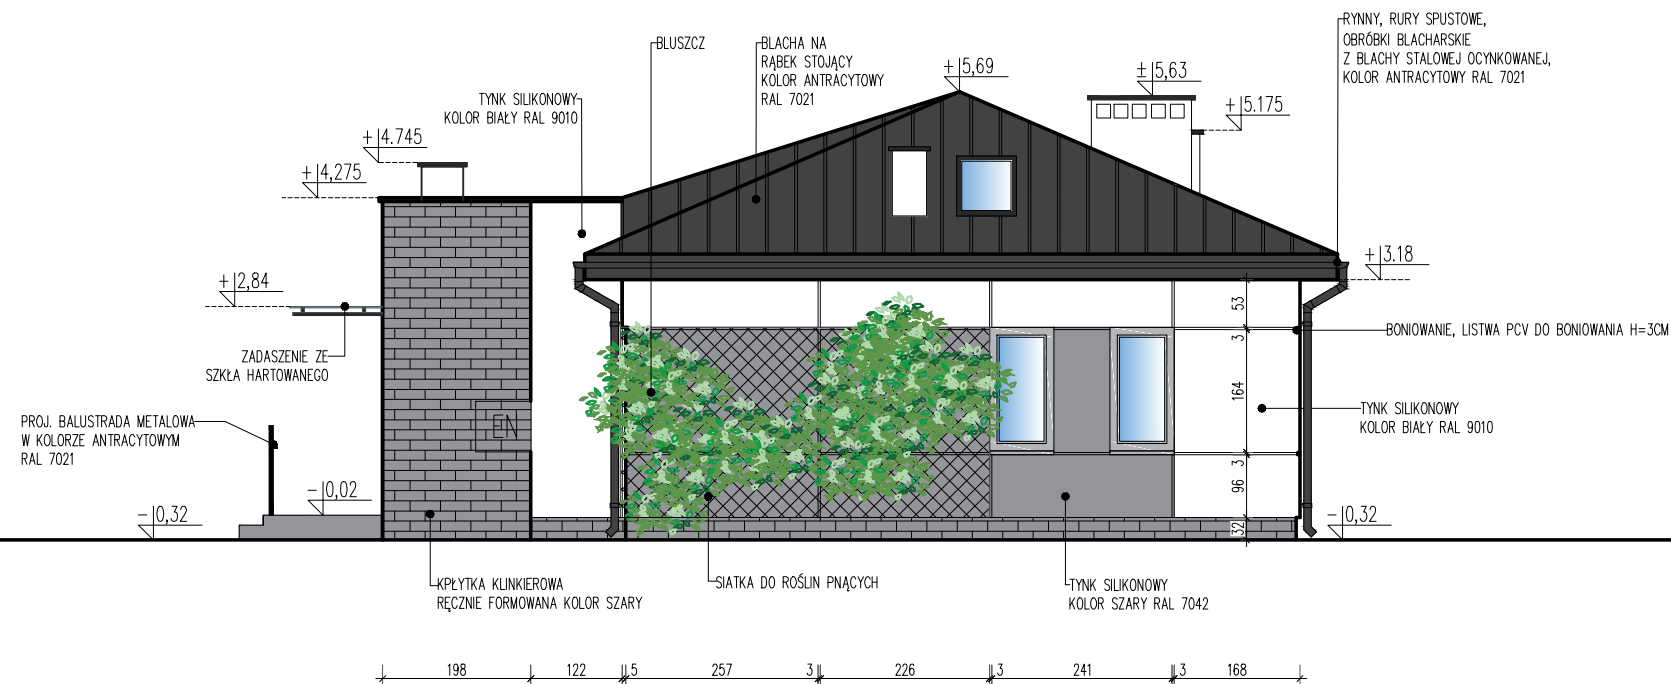 RYNNY, RURY SPUSTOWE,
OBRÓBKI BLACHARSKIE
Z BLACHY STALOWEJ OCYNKOWANEJ,
KOLOR ANTRACYTOWY RAL 7021
BLUSZCZ
BLACHA NA
RĄBEK STOJĄCY
KOLOR ANTRACYTOWY
RAL 7021
+5,69
±5,63
+5.175
TYNK SILIKONOWY
KOLOR BIAŁY RAL 9010
+4.745
+4,275
+3.18
+2,84
53
BONIOWANIE, LISTWA PCV DO BONIOWANIA H=3CM
3
ZADASZENIE ZE
SZKŁA HARTOWANEGO
164
TYNK SILIKONOWY
KOLOR BIAŁY RAL 9010
PROJ. BALUSTRADA METALOWA
W KOLORZE ANTRACYTOWYM
RAL 7021
EN
3
96
-0,02
-0,32
32
-0,32
KPŁYTKA KLINKIEROWA
RĘCZNIE FORMOWANA KOLOR SZARY
SIATKA DO ROŚLIN PNĄCYCH
TYNK SILIKONOWY
KOLOR SZARY RAL 7042
198 122 5 257 3 226 3 241 3 168